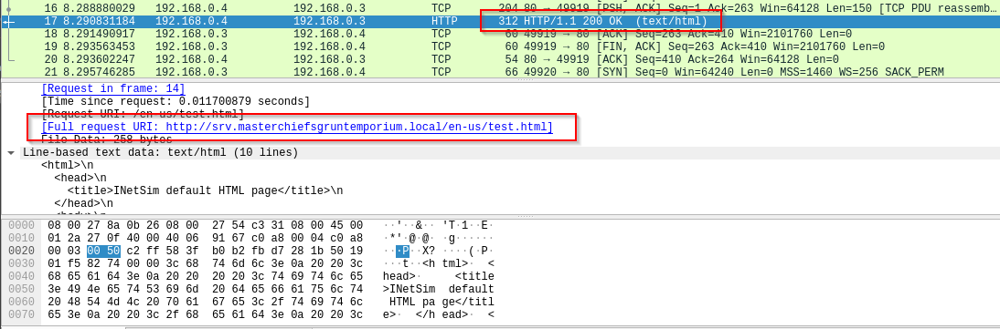 16 8.288880025 192.168.0.4 192.168.0.3 TCP 204 80 → 49919 [PSH, ACK] Seq=1 Ack=263 Win=64128 Len=150 [TCP PDU reassemb…
17 8.290831184 192.168.0.4 192.168.0.3 HTTP 312 HTTP/1.1 200 OK (text/html)
18 8.291490917 192.168.0.3 192.168.0.4 TCP 60 49919 → 80 [ACK] Seq=263 Ack=410 Win=2101760 Len=0
19 8.293563453 192.168.0.3 192.168.0.4 TCP 60 49919 → 80 [FIN, ACK] Seq=263 Ack=410 Win=2101760 Len=0
20 8.293602247 192.168.0.4 192.168.0.3 TCP 54 80 → 49919 [ACK] Seq=410 Ack=264 Win=64128 Len=0
21 8.295746285 192.168.0.3 192.168.0.4 TCP 66 49920 → 80 [SYN] Seq=0 Win=64240 Len=0 MSS=1460 WS=256 SACK_PERM
[Request in frame: 14]
[Time since request: 0.011700879 seconds]
[Request URI: /en-us/test.html]
[Full request URI: http://srv.masterchiefsgruntemporium.local/en-us/test.html]
File Data: 258 bytes
Line-based text data: text/html (10 lines)
<html>\n
<head>\n
<title>INetSim default HTML page</title>\n
</head>\n
<body>\n
0000 08 00 27 8a 0b 26 08 00 27 54 c3 31 08 00 45 00 ··'··&·· 'T·1··E·
0010 01 2a 27 0f 40 00 40 06 91 67 c0 a8 00 04 c0 a8 ·*'·@·@· ·g······
0020 00 03 00 50 c2 ff 58 3f b0 b2 fb d7 28 1b 50 19 ···P··X? ····(·P·
0030 01 f5 82 74 00 00 3c 68 74 6d 6c 3e 0a 20 20 3c ···t··<h tml>· <
0040 68 65 61 64 3e 0a 20 20 20 20 3c 74 69 74 6c 65 head>· <title
0050 3e 49 4e 65 74 53 69 6d 20 64 65 66 61 75 6c 74 >INetSim default
0060 20 48 54 4d 4c 20 70 61 67 65 3c 2f 74 69 74 6c HTML pa ge</titl
0070 65 3e 0a 20 20 3c 2f 68 65 61 64 3e 0a 20 20 3c e>· </h ead>· <